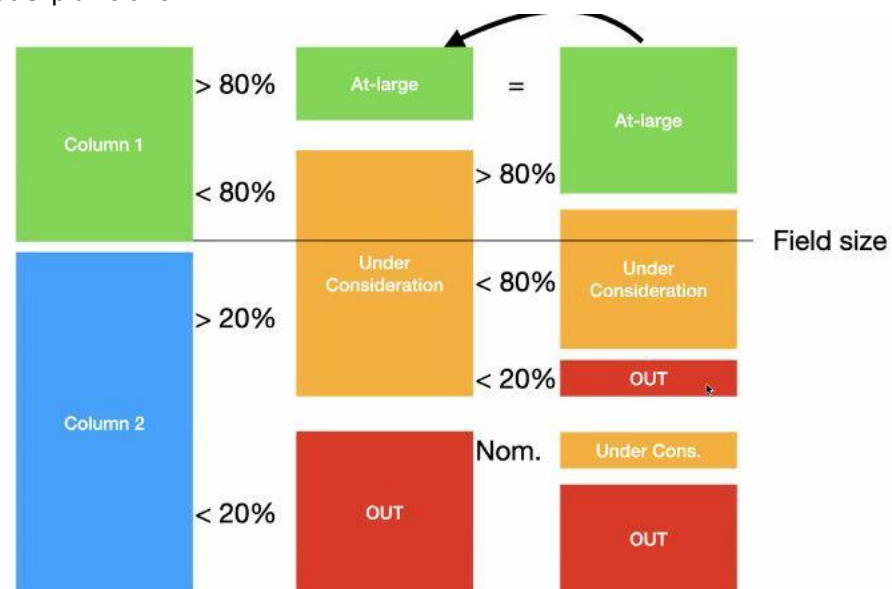 > 80%
At-large
=
At-large
Column 1
> 80%
< 80%
Field size
Under
Consideration
Under
Consideration
< 80%
> 20%
< 20%
OUT
Column 2
Nom.
Under Cons.
< 20%
OUT
OUT